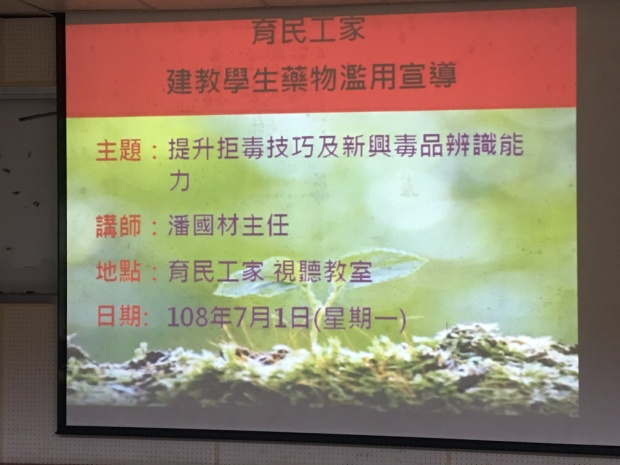 育民工家
建教學生藥物濫用宣導
主題：提升拒毒技巧及新興毒品辨識能
力
講師：潘國材主任
地點：育民工家 視聽教室
日期: 108年7月1日(星期一)